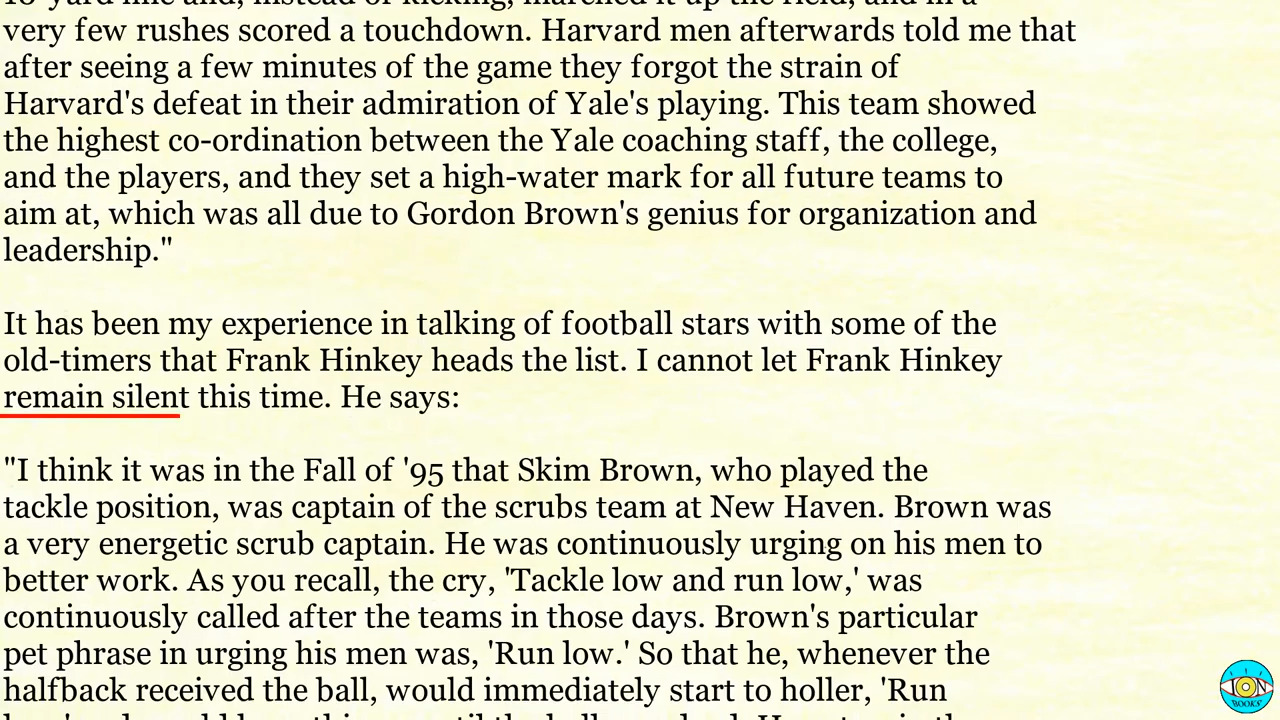 very few rushes scored a touchdown. Harvard men afterwards told me that
after seeing a few minutes of the game they forgot the strain of
Harvard's defeat in their admiration of Yale's playing. This team showed
the highest co-ordination between the Yale coaching staff, the college,
and the players, and they set a high-water mark for all future teams to
aim at, which was all due to Gordon Brown's genius for organization and
leadership."
It has been my experience in talking of football stars with some of the
old-timers that Frank Hinkey heads the list. I cannot let Frank Hinkey
remain silent this time. He says:
"I think it was in the Fall of '95 that Skim Brown, who played the
tackle position, was captain of the scrubs team at New Haven. Brown was
a very energetic scrub captain. He was continuously urging on his men to
better work. As you recall, the cry, 'Tackle low and run low,' was
continuously called after the teams in those days. Brown's particular
pet phrase in urging his men was, 'Run low.' So that he, whenever the
halfback received the ball, would immediately start to holler, 'Run
ION
BOOKS